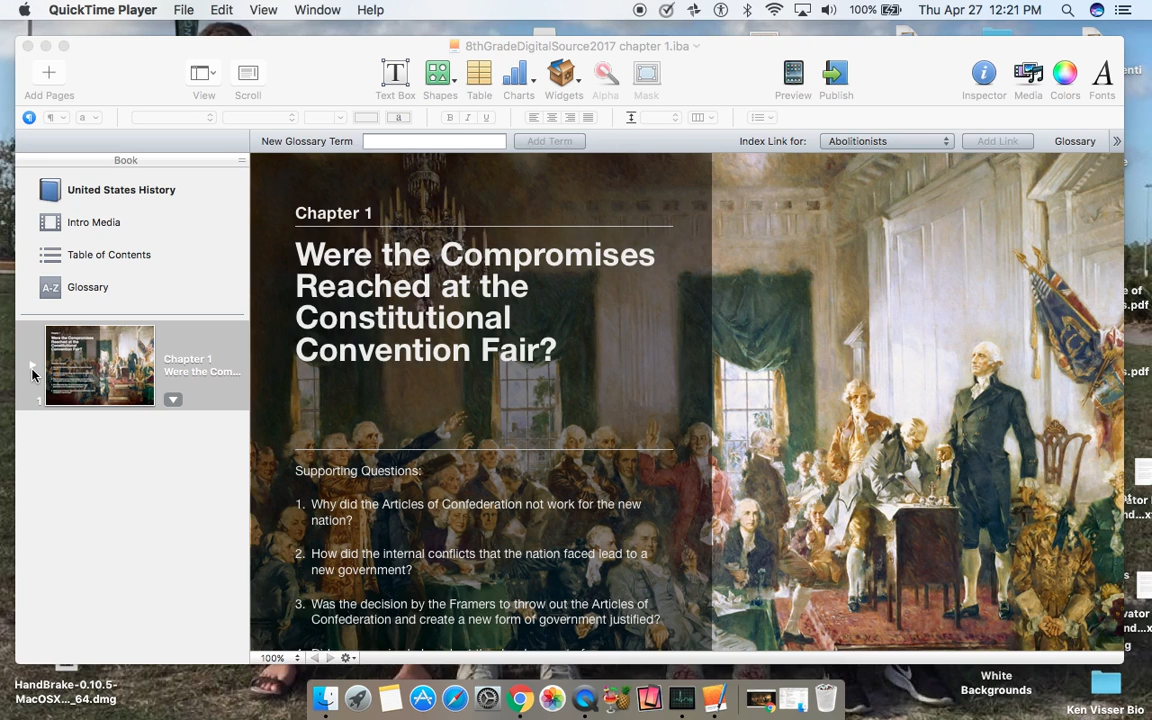 QuickTime Player File Edit View Window Help 100% Thu Apr 27 12:21 PM
8thGradeDigitalSource2017 chapter 1.iba
Add Pages View Scroll Text Box Shapes Table Charts Widgets Alpha Mask Preview Publish Inspector Media Colors Fonts
a a B I U
New Glossary Term Add Term Index Link for: Abolitionists Add Link Glossary
Book
United States History
Intro Media
Table of Contents
A-Z Glossary
Chapter 1
Were the Com...
1
Chapter 1
Were the Compromises
Reached at the
Constitutional
Convention Fair?
Supporting Questions:
1. Why did the Articles of Confederation not work for the new
nation?
2. How did the internal conflicts that the nation faced lead to a
new government?
3. Was the decision by the Framers to throw out the Articles of
Confederation and create a new form of government justified?
100%
HandBrake-0.10.5-
MacOSX..._64.dmg
White
Backgrounds
Ken Visser Bio